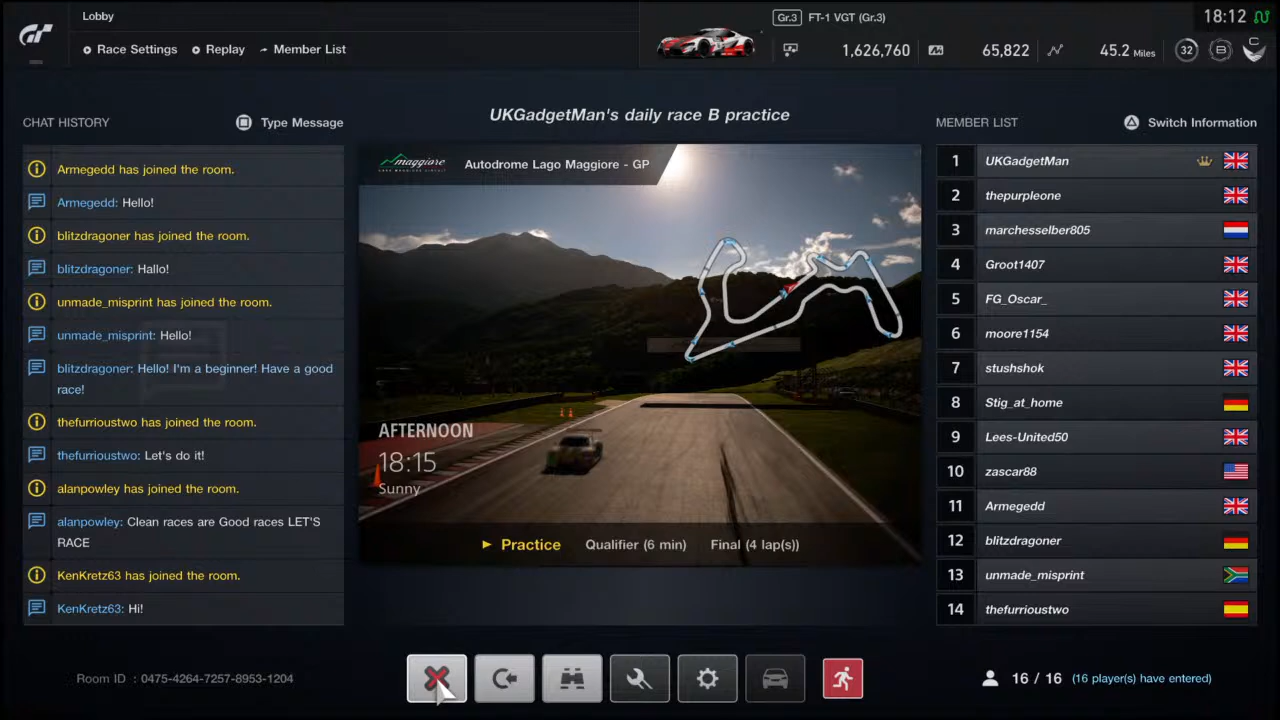 Lobby
Race Settings
Replay
Member List
Gr.3 FT-1 VGT (Gr.3)
18:12
1,626,760
65,822
45.2 Miles
32
B
C
UKGadgetMan's daily race B practice
CHAT HISTORY
Type Message
Armegedd has joined the room.
Armegedd: Hello!
blitzdragoner has joined the room.
blitzdragoner: Hallo!
unmade_misprint has joined the room.
unmade_misprint: Hello!
blitzdragoner: Hello! I'm a beginner! Have a good
race!
thefurrioustwo has joined the room.
thefurrioustwo: Let's do it!
alanpowley has joined the room.
alanpowley: Clean races are Good races LET'S
RACE
KenKretz63 has joined the room.
KenKretz63: Hi!
maggiore
Autodrome Lago Maggiore - GP
AFTERNOON
18:15
Sunny
Practice
Qualifier (6 min)
Final (4 lap(s))
MEMBER LIST
Switch Information
1 UKGadgetMan
2 thepurpleone
3 marchesselber805
4 Groot1407
5 FG_Oscar_
6 moore1154
7 stushshok
8 Stig_at_home
9 Lees-United50
10 zascar88
11 Armegedd
12 blitzdragoner
13 unmade_misprint
14 thefurrioustwo
Room ID : 0475-4264-7257-8953-1204
16 / 16 (16 player(s) have entered)